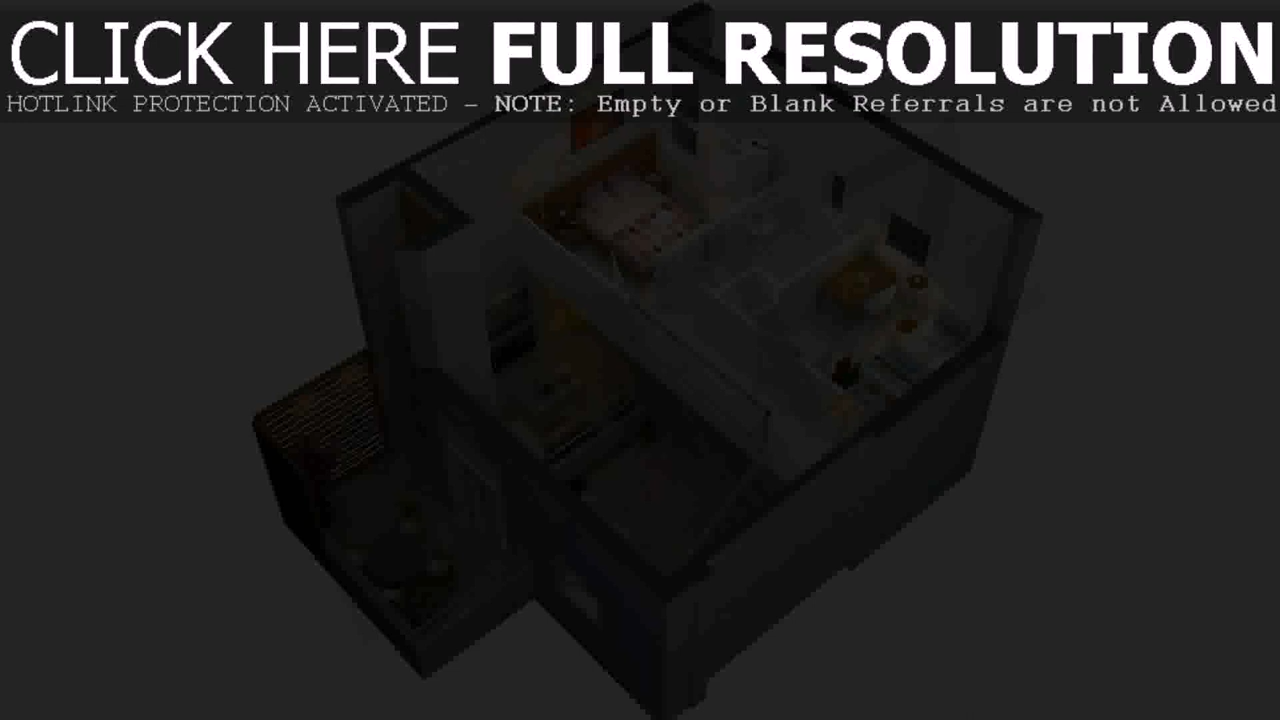 CLICK HERE FULL RESOLUTION
HOTLINK PROTECTION ACTIVATED – NOTE: Empty or Blank Referrals are not Allowed